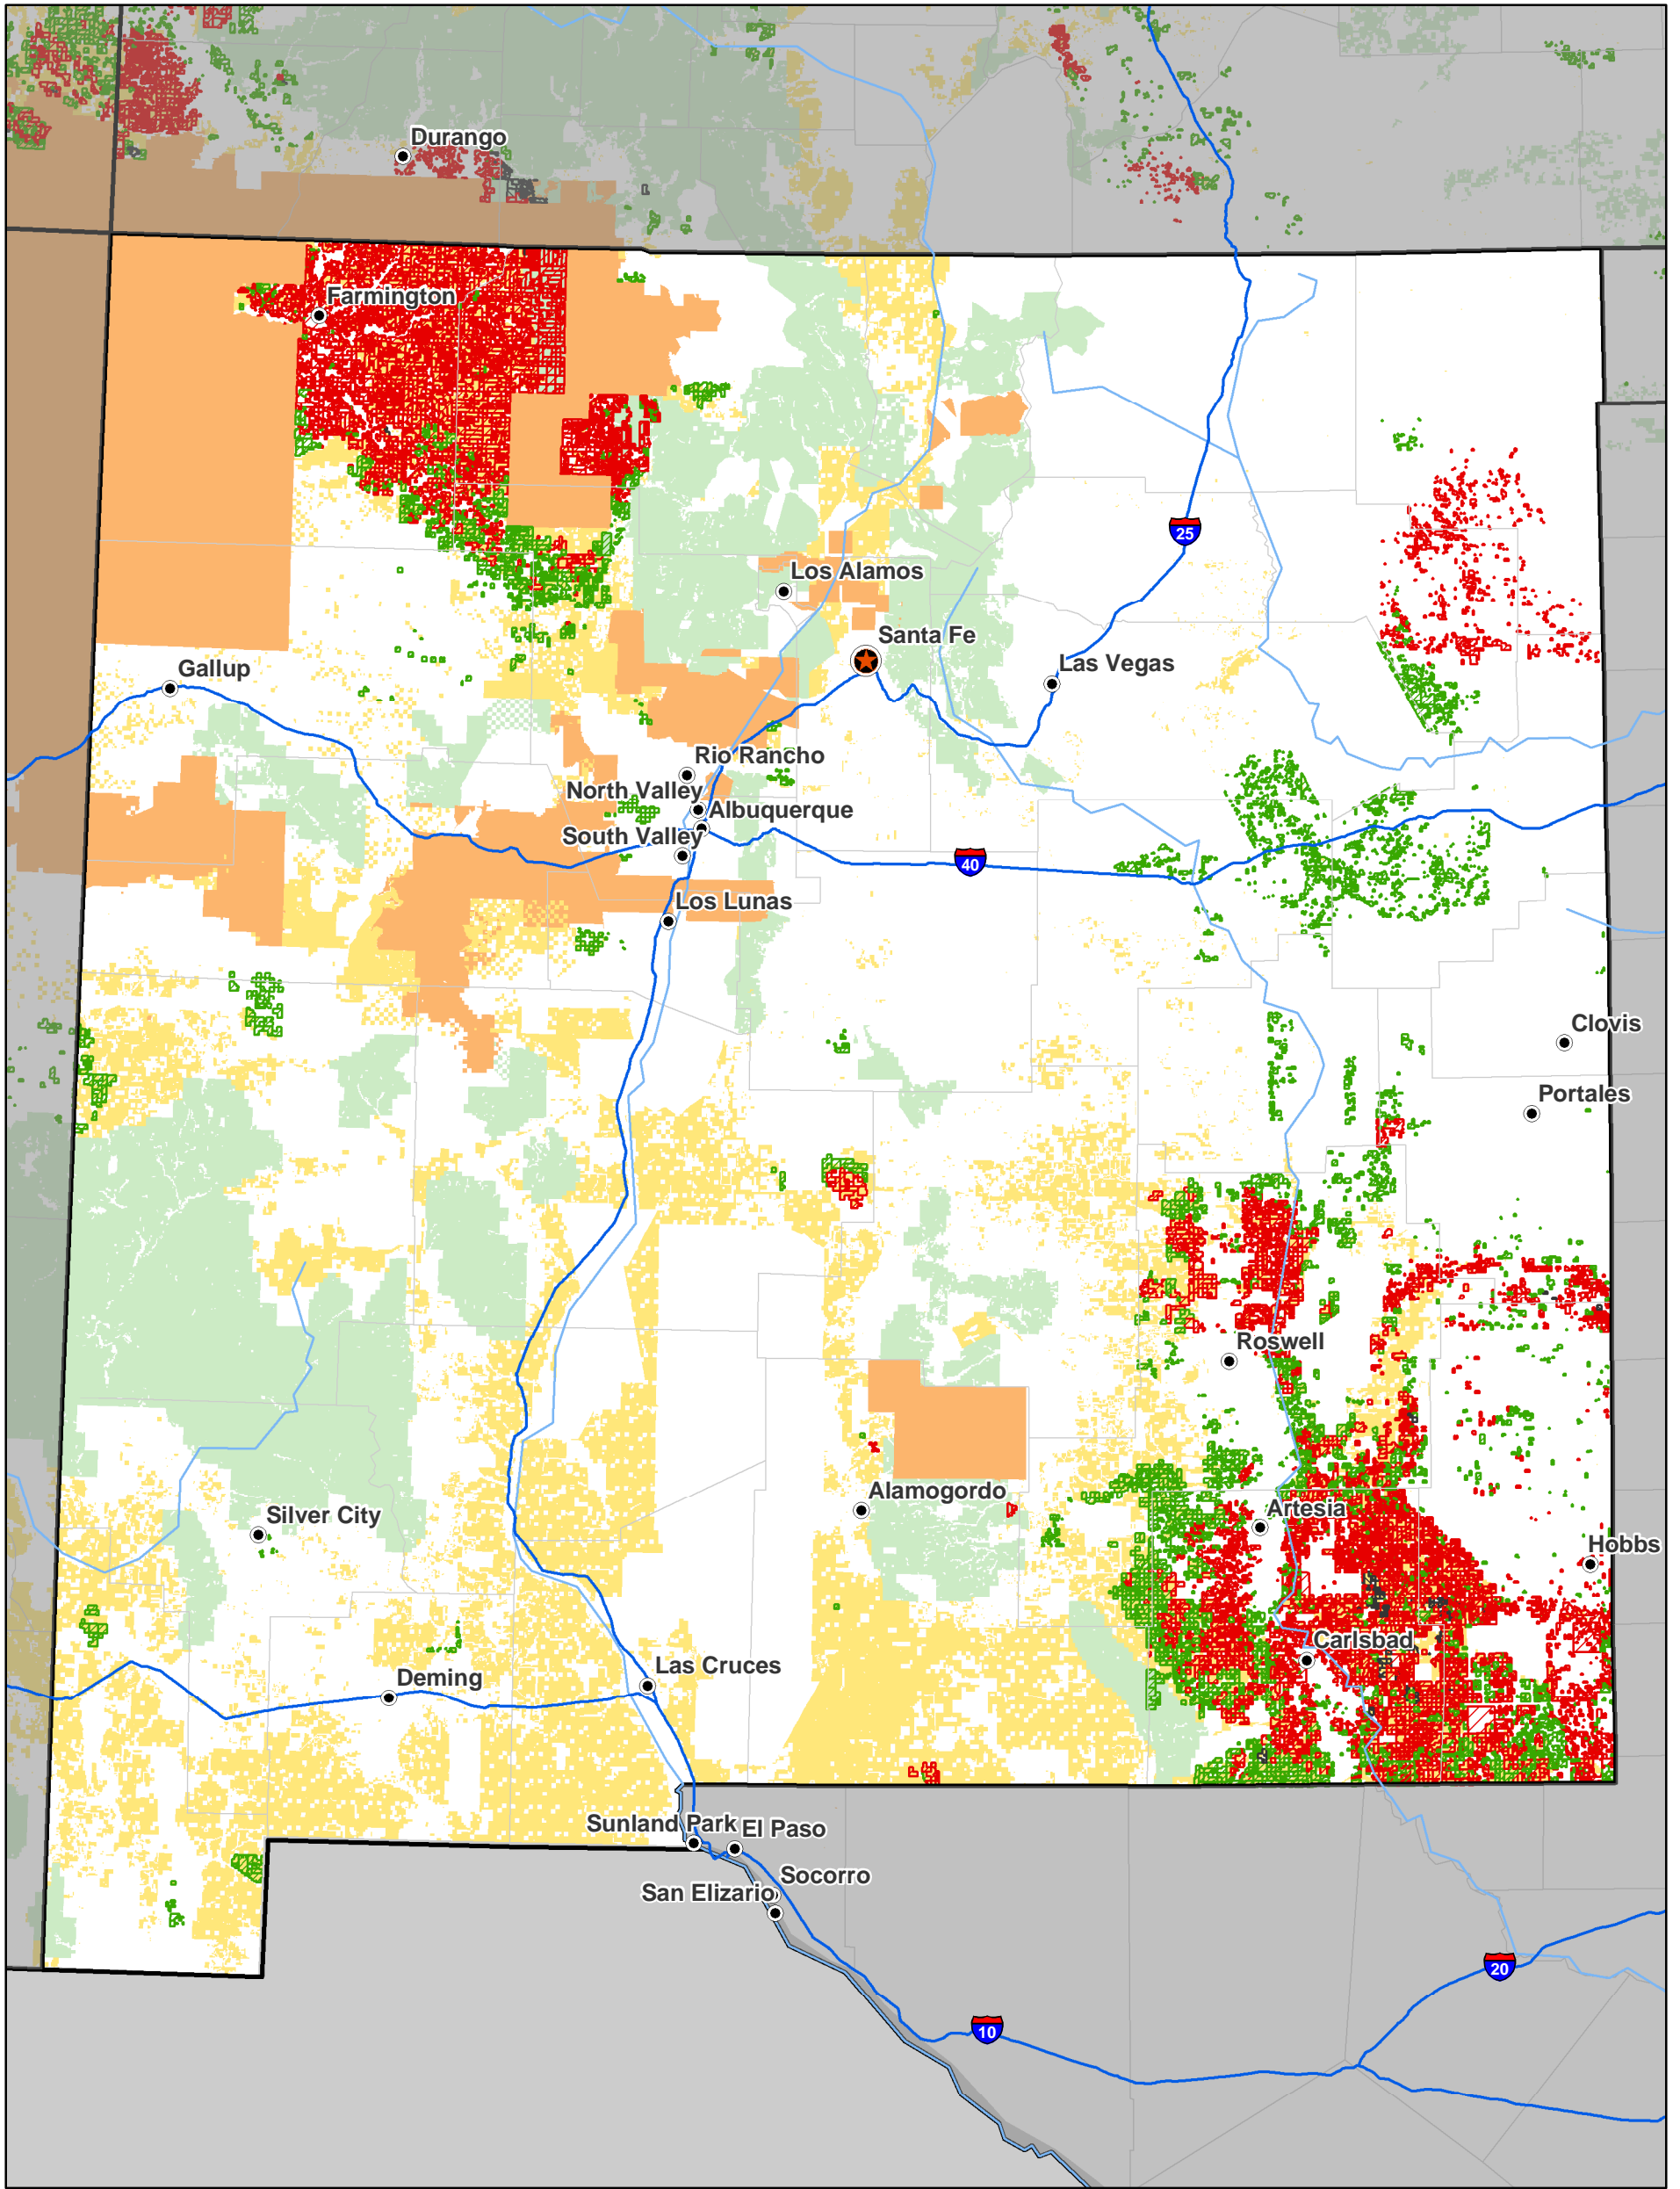 Durango
Farmington
25
Los Alamos
Santa Fe
Las Vegas
Gallup
Rio Rancho
North Valley
Albuquerque
South Valley
40
Los Lunas
Clovis
Portales
Roswell
Alamogordo
Artesia
Silver City
Hobbs
Carlsbad
Las Cruces
Deming
Sunland Park
El Paso
Socorro
San Elizario
20
10